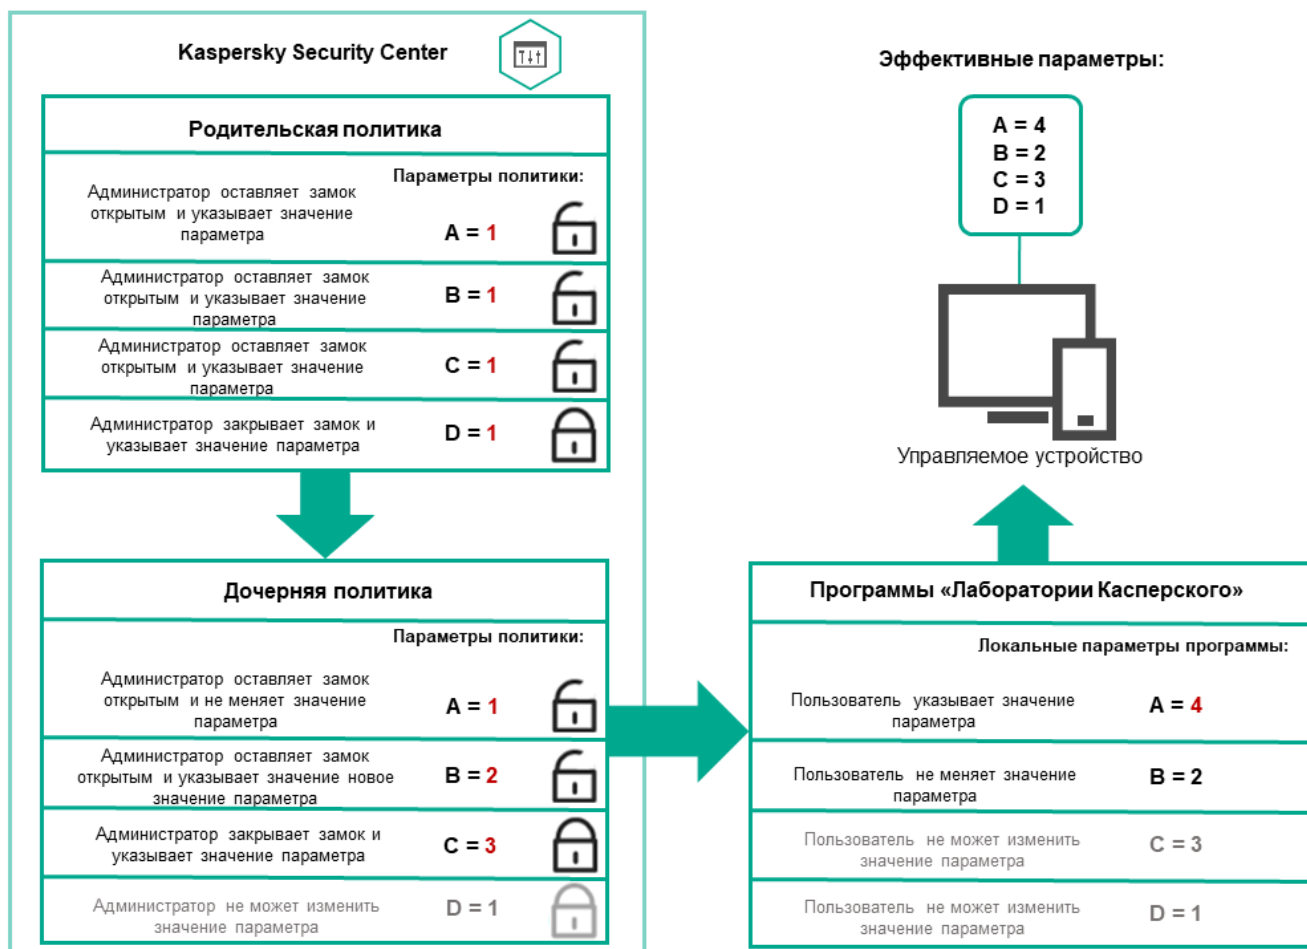 Kaspersky Security Center
Родительская политика
Параметры политики:
Администратор оставляет замок
открытым и указывает значение
параметра
A = 1
Администратор оставляет замок
открытым и указывает значение
параметра
B = 1
Администратор оставляет замок
открытым и указывает значение
параметра
C = 1
Администратор закрывает замок и
указывает значение параметра
D = 1
Дочерняя политика
Параметры политики:
Администратор оставляет замок
открытым и не меняет значение
параметра
A = 1
Администратор оставляет замок
открытым и указывает значение новое
значение параметра
B = 2
Администратор закрывает замок и
указывает значение параметра
C = 3
Администратор не может изменить
значение параметра
D = 1
Эффективные параметры:
A = 4
B = 2
C = 3
D = 1
Управляемое устройство
Программы «Лаборатории Касперского»
Локальные параметры программы:
Пользователь указывает значение
параметра
A = 4
Пользователь не меняет значение
параметра
B = 2
Пользователь не может изменить
значение параметра
C = 3
Пользователь не может изменить
значение параметра
D = 1